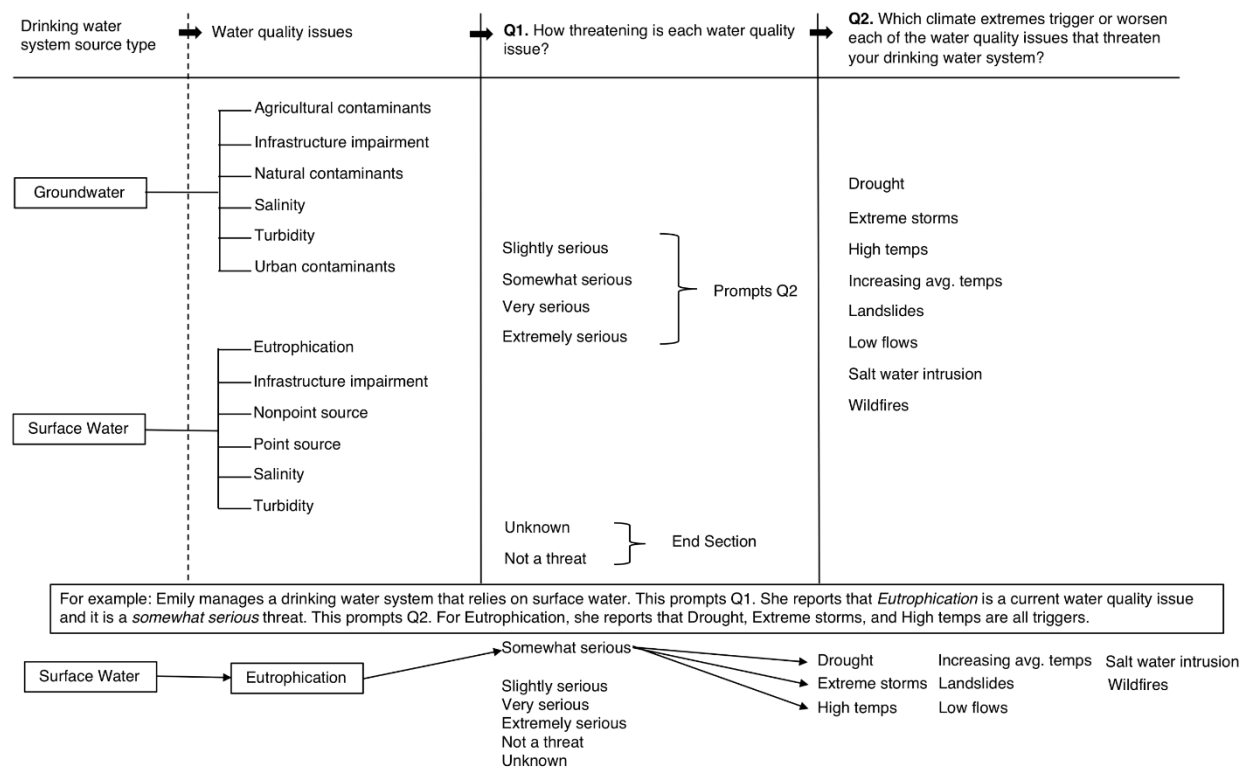 Drinking water
system source type
Water quality issues
Q1. How threatening is each water quality
issue?
Q2. Which climate extremes trigger or worsen
each of the water quality issues that threaten
your drinking water system?
Groundwater
Agricultural contaminants
Infrastructure impairment
Natural contaminants
Salinity
Turbidity
Urban contaminants
Surface Water
Eutrophication
Infrastructure impairment
Nonpoint source
Point source
Salinity
Turbidity
Slightly serious
Somewhat serious
Very serious
Extremely serious
Prompts Q2
Unknown
Not a threat
End Section
Drought
Extreme storms
High temps
Increasing avg. temps
Landslides
Low flows
Salt water intrusion
Wildfires
For example: Emily manages a drinking water system that relies on surface water. This prompts Q1. She reports that Eutrophication is a current water quality issue
and it is a somewhat serious threat. This prompts Q2. For Eutrophication, she reports that Drought, Extreme storms, and High temps are all triggers.
Surface Water
Eutrophication
Somewhat serious
Slightly serious
Very serious
Extremely serious
Not a threat
Unknown
Drought
Extreme storms
High temps
Increasing avg. temps
Landslides
Low flows
Salt water intrusion
Wildfires